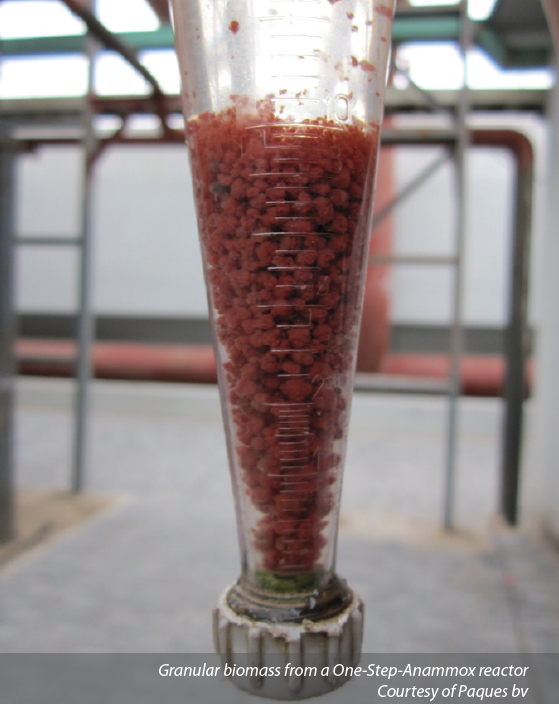 Granular biomass from a One-Step-Anammox reactor
Courtesy of Paques bv